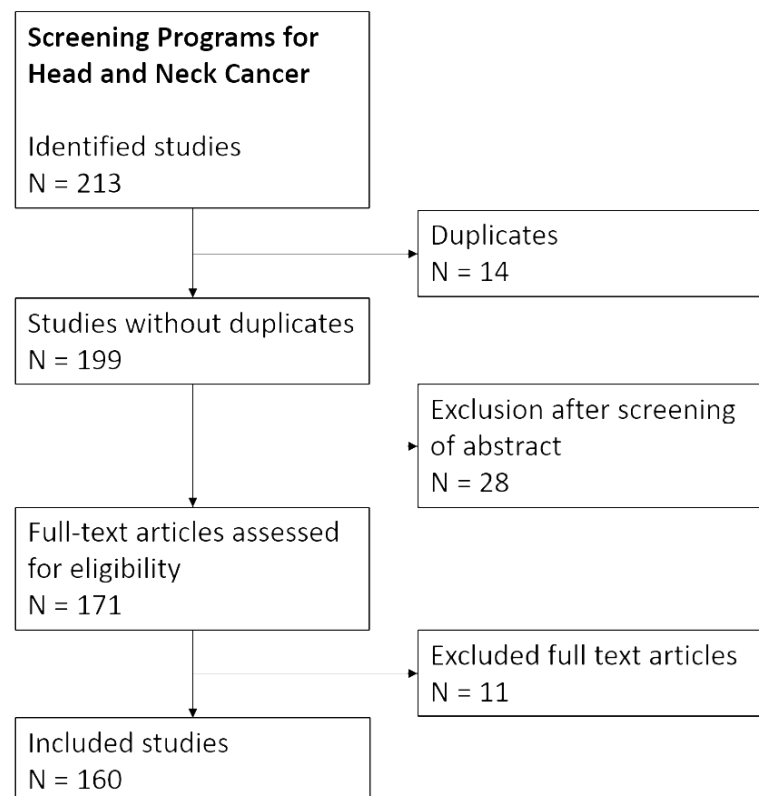 Screening Programs for
Head and Neck Cancer
Identified studies
N = 213
Duplicates
N = 14
Studies without duplicates
N = 199
Exclusion after screening
of abstract
N = 28
Full-text articles assessed
for eligibility
N = 171
Excluded full text articles
N = 11
Included studies
N = 160